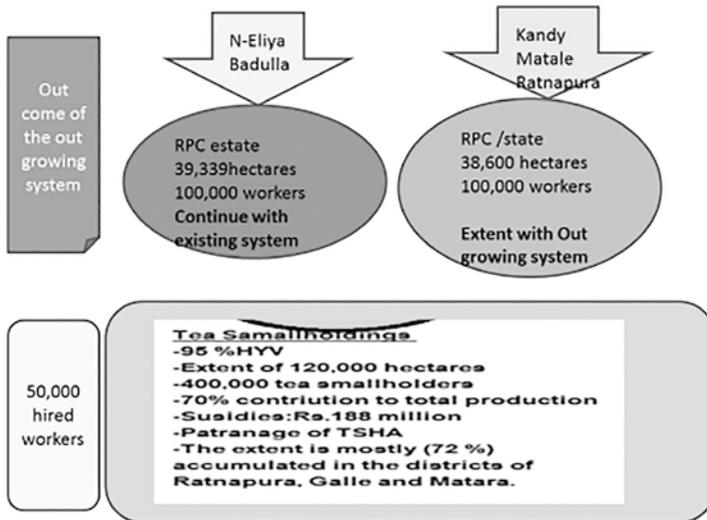 N-Eliya
Badulla
Kandy
Matale
Ratnapura
Out
come of
the out
growing
system
RPC estate
39,339hectares
100,000 workers
Continue with
existing system
RPC /state
38,600 hectares
100,000 workers
Extent with Out
growing system
50,000
hired
workers
Tea Samallholdings
-95 %HYV
-Extent of 120,000 hectares
-400,000 tea smallholders
-70% contriution to total production
-Susidies:Rs.188 million
-Patranage of TSHA
-The extent is mostly (72 %)
accumulated in the districts of
Ratnapura, Galle and Matara.